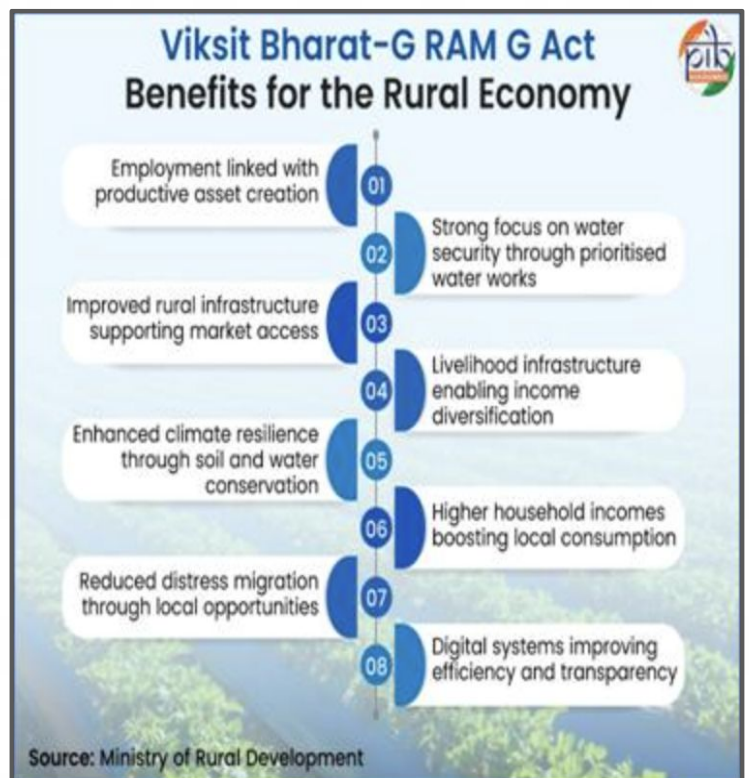 Viksit Bharat-G RAM G Act
Benefits for the Rural Economy
pib
Employment linked with
productive asset creation
01
02
Strong focus on water
security through prioritised
water works
Improved rural infrastructure
supporting market access
03
04
Livelihood infrastructure
enabling income
diversification
Enhanced climate resilience
through soil and water
conservation
05
06
Higher household incomes
boosting local consumption
Reduced distress migration
through local opportunities
07
08
Digital systems improving
efficiency and transparency
Source: Ministry of Rural Development